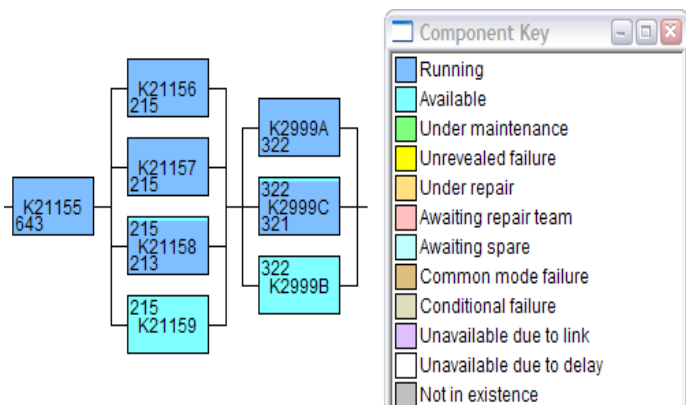 K21155
643
K21156
215
K21157
215
215
K21158
213
215
K21159
K2999A
322
322
K2999C
321
322
K2999B
Component Key
Running
Available
Under maintenance
Unrevealed failure
Under repair
Awaiting repair team
Awaiting spare
Common mode failure
Conditional failure
Unavailable due to link
Unavailable due to delay
Not in existence